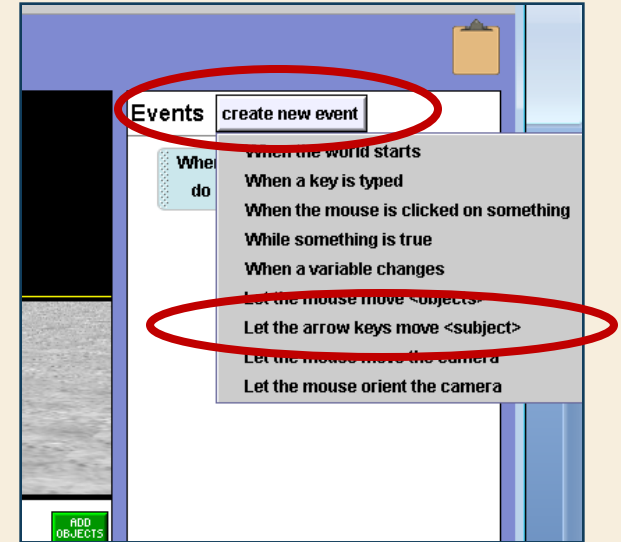 Events create new event
When the world starts
When a key is typed
When the mouse is clicked on something
While something is true
When a variable changes
Let the mouse move <objects>
Let the arrow keys move <subject>
Let the mouse move the camera
Let the mouse orient the camera
do
ADD
OBJECTS